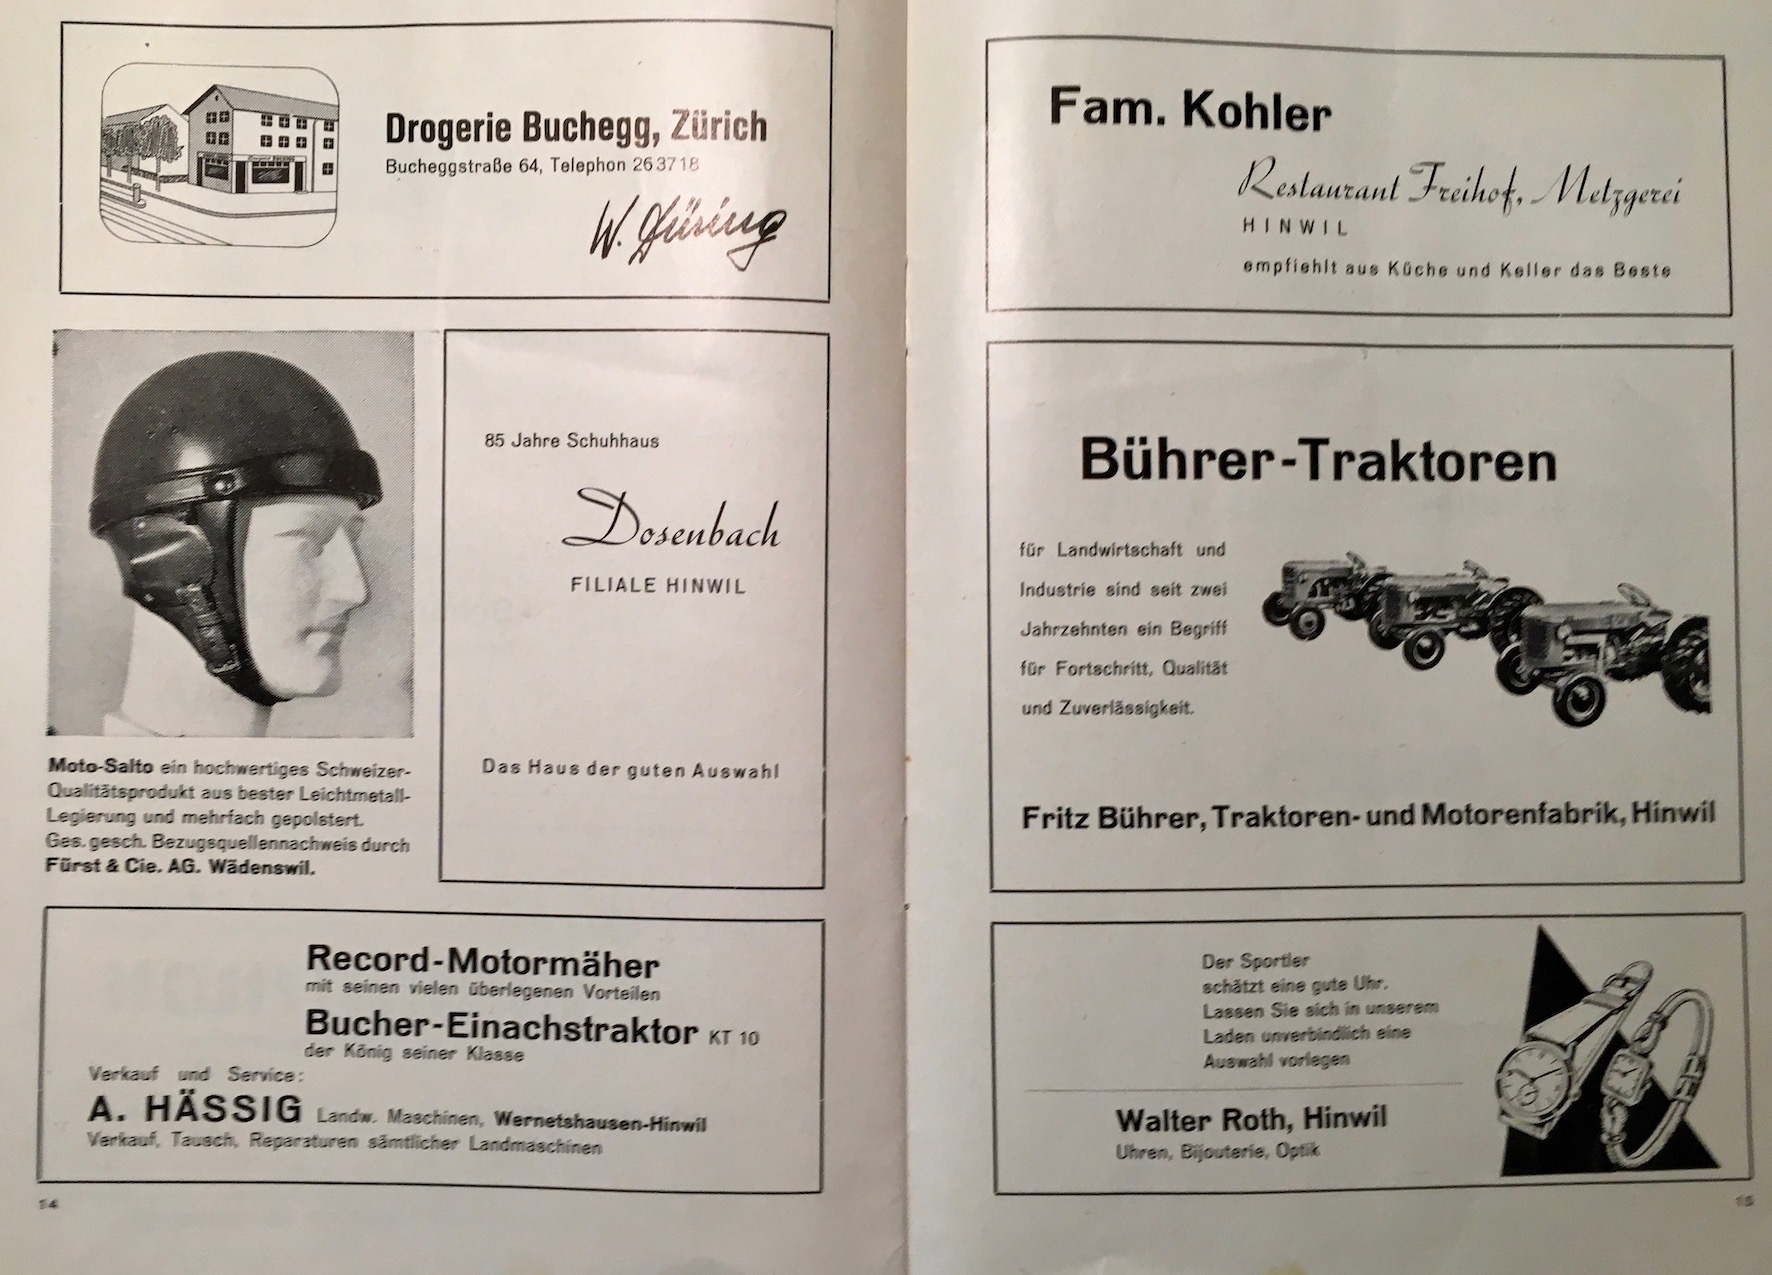 Drogerie Buchegg, Zürich
Bucheggstraße 64, Telephon 263718
W. Düring
Moto-Salto ein hochwertiges Schweizer-
Qualitätsprodukt aus bester Leichtmetall-
Legierung und mehrfach gepolstert.
Ges. gesch. Bezugsquellennachweis durch
Fürst & Cie. AG. Wädenswil.
85 Jahre Schuhhaus
Dosenbach
FILIALE HINWIL
Das Haus der guten Auswahl
Record-Motormäher
mit seinen vielen überlegenen Vorteilen
Bucher-Einachstraktor KT 10
der König seiner Klasse
Verkauf und Service:
A. HÄSSIG Landw. Maschinen, Wernetshausen-Hinwil
Verkauf, Tausch, Reparaturen sämtlicher Landmaschinen
14
Fam. Kohler
Restaurant Freihof, Metzgerei
HINWIL
empfiehlt aus Küche und Keller das Beste
Bührer-Traktoren
für Landwirtschaft und
Industrie sind seit zwei
Jahrzehnten ein Begriff
für Fortschritt, Qualität
und Zuverlässigkeit.
Fritz Bührer, Traktoren- und Motorenfabrik, Hinwil
Der Sportler
schätzt eine gute Uhr.
Lassen Sie sich in unserem
Laden unverbindlich eine
Auswahl vorlegen
Walter Roth, Hinwil
Uhren, Bijouterie, Optik
15